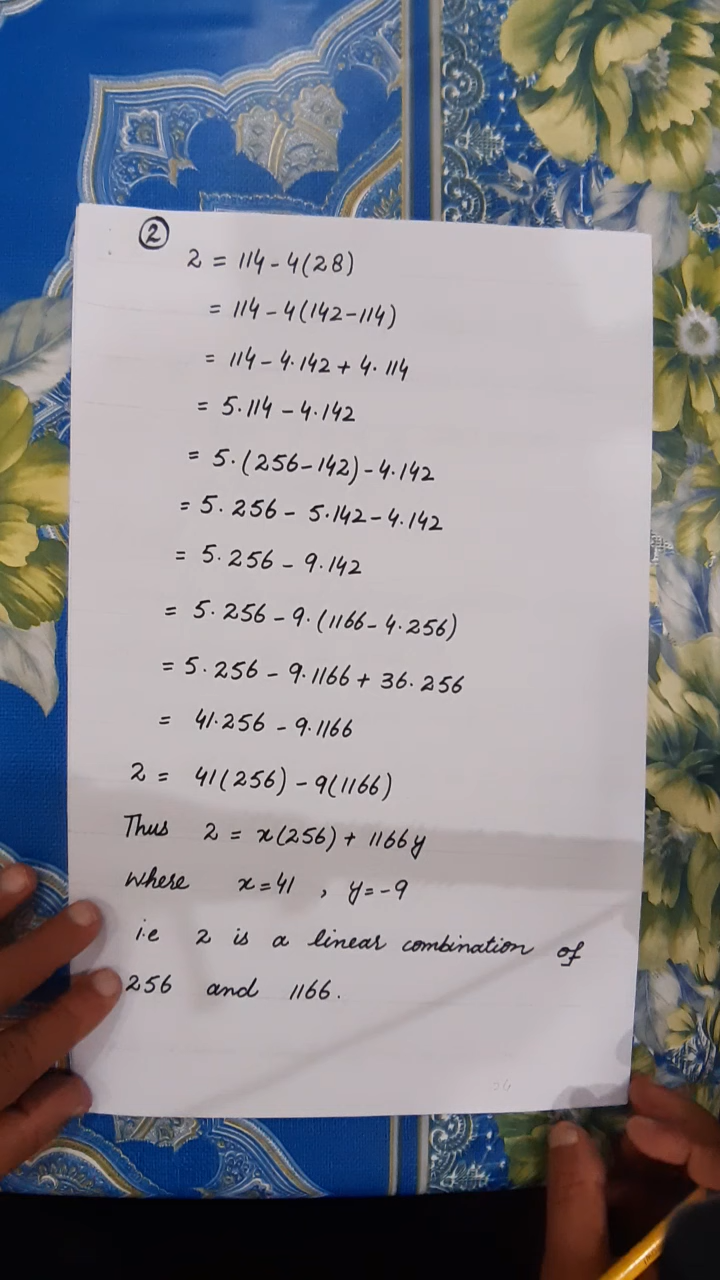 ②
2 = 114 - 4(28)
= 114 - 4(142-114)
= 114 - 4.142 + 4.114
= 5.114 - 4.142
= 5.(256-142) - 4.142
= 5.256 - 5.142 - 4.142
= 5.256 - 9.142
= 5.256 - 9.(1166 - 4.256)
= 5.256 - 9.1166 + 36.256
= 41.256 - 9.1166
2 = 41(256) - 9(1166)
Thus 2 = x(256) + 1166y
where x=41 , y=-9
i.e 2 is a linear combination of
256 and 1166.